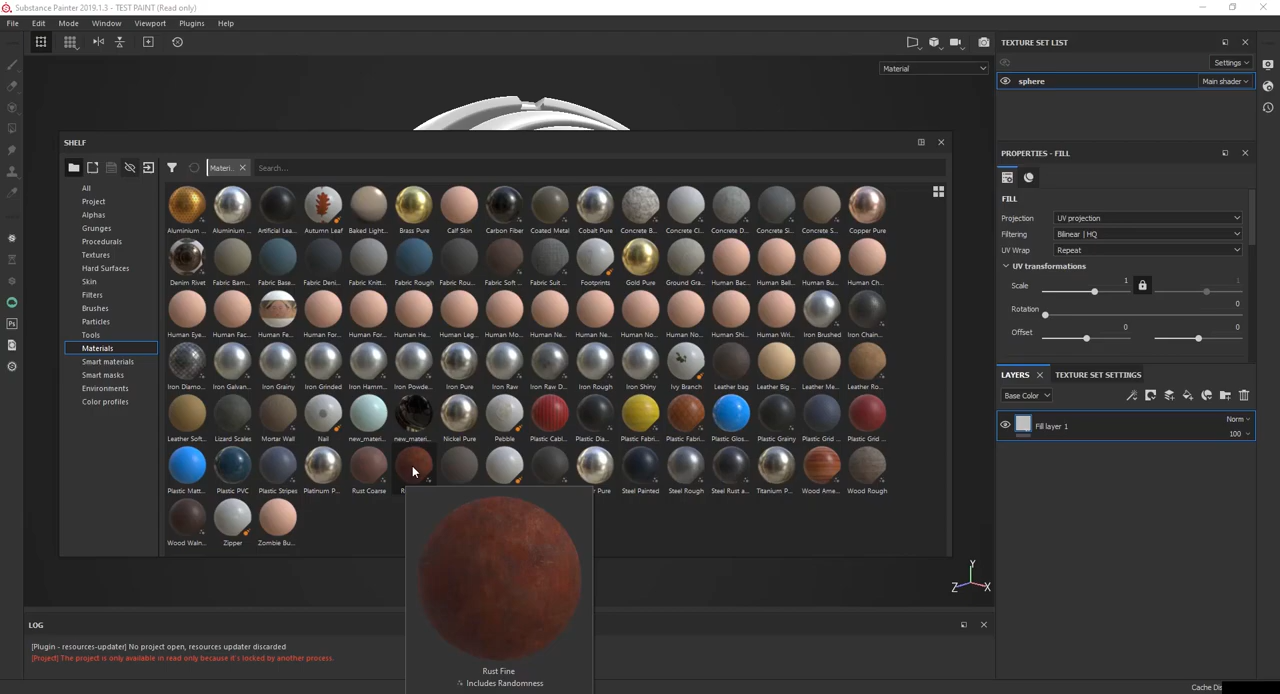 Substance Painter 2019.1.3 - TEST PAINT (Read only)
File Edit Mode Window Viewport Plugins Help
Material
TEXTURE SET LIST
Settings
sphere Main shader
PROPERTIES - FILL
FILL
Projection UV projection
Filtering Bilinear | HQ
UV Wrap Repeat
UV transformations
Scale 1 1
Rotation 0
Offset 0 0
LAYERS TEXTURE SET SETTINGS
Base Color
Fill layer 1 Norm
100
SHELF
Materi... Search...
All
Project
Alphas
Grunges
Procedurals
Textures
Hard Surfaces
Skin
Filters
Brushes
Particles
Tools
Materials
Smart materials
Smart masks
Environments
Color profiles
Aluminium ... Aluminium ... Artificial Lea... Autumn Leaf Baked Light... Brass Pure Calf Skin Carbon Fiber Coated Metal Cobalt Pure Concrete B... Concrete Cl... Concrete D... Concrete Si... Concrete S... Copper Pure
Denim Rivet Fabric Bam... Fabric Base... Fabric Deni... Fabric Knitt... Fabric Rough Fabric Rou... Fabric Soft ... Fabric Suit ... Footprints Gold Pure Ground Gra... Human Bac... Human Bell... Human Bu... Human Ch...
Human Eye... Human Fac... Human Fe... Human For... Human For... Human He... Human Leg... Human Mo... Human Ne... Human Ne... Human No... Human No... Human Shi... Human Wri... Iron Brushed Iron Chain...
Iron Diamo... Iron Galvan... Iron Grainy Iron Grinded Iron Hamm... Iron Powde... Iron Pure Iron Raw Iron Raw D... Iron Rough Iron Shiny Ivy Branch Leather bag Leather Big ... Leather Me... Leather Ro...
Leather Soft... Lizard Scales Mortar Wall Nail new_materi... new_materi... Nickel Pure Pebble Plastic Cabl... Plastic Dia... Plastic Fabri... Plastic Fabri... Plastic Glos... Plastic Grainy Plastic Grid ... Plastic Grid ...
Plastic Matt... Plastic PVC Plastic Stripes Platinum P... Rust Coarse Pure Steel Painted Steel Rough Steel Rust a... Titanium P... Wood Ame... Wood Rough
Wood Waln... Zipper Zombie Bu...
Rust Fine
Includes Randomness
Y
Z X
LOG
[Plugin - resources-updater] No project open, resources updater discarded
[Project] The project is only available in read only because it's locked by another process.